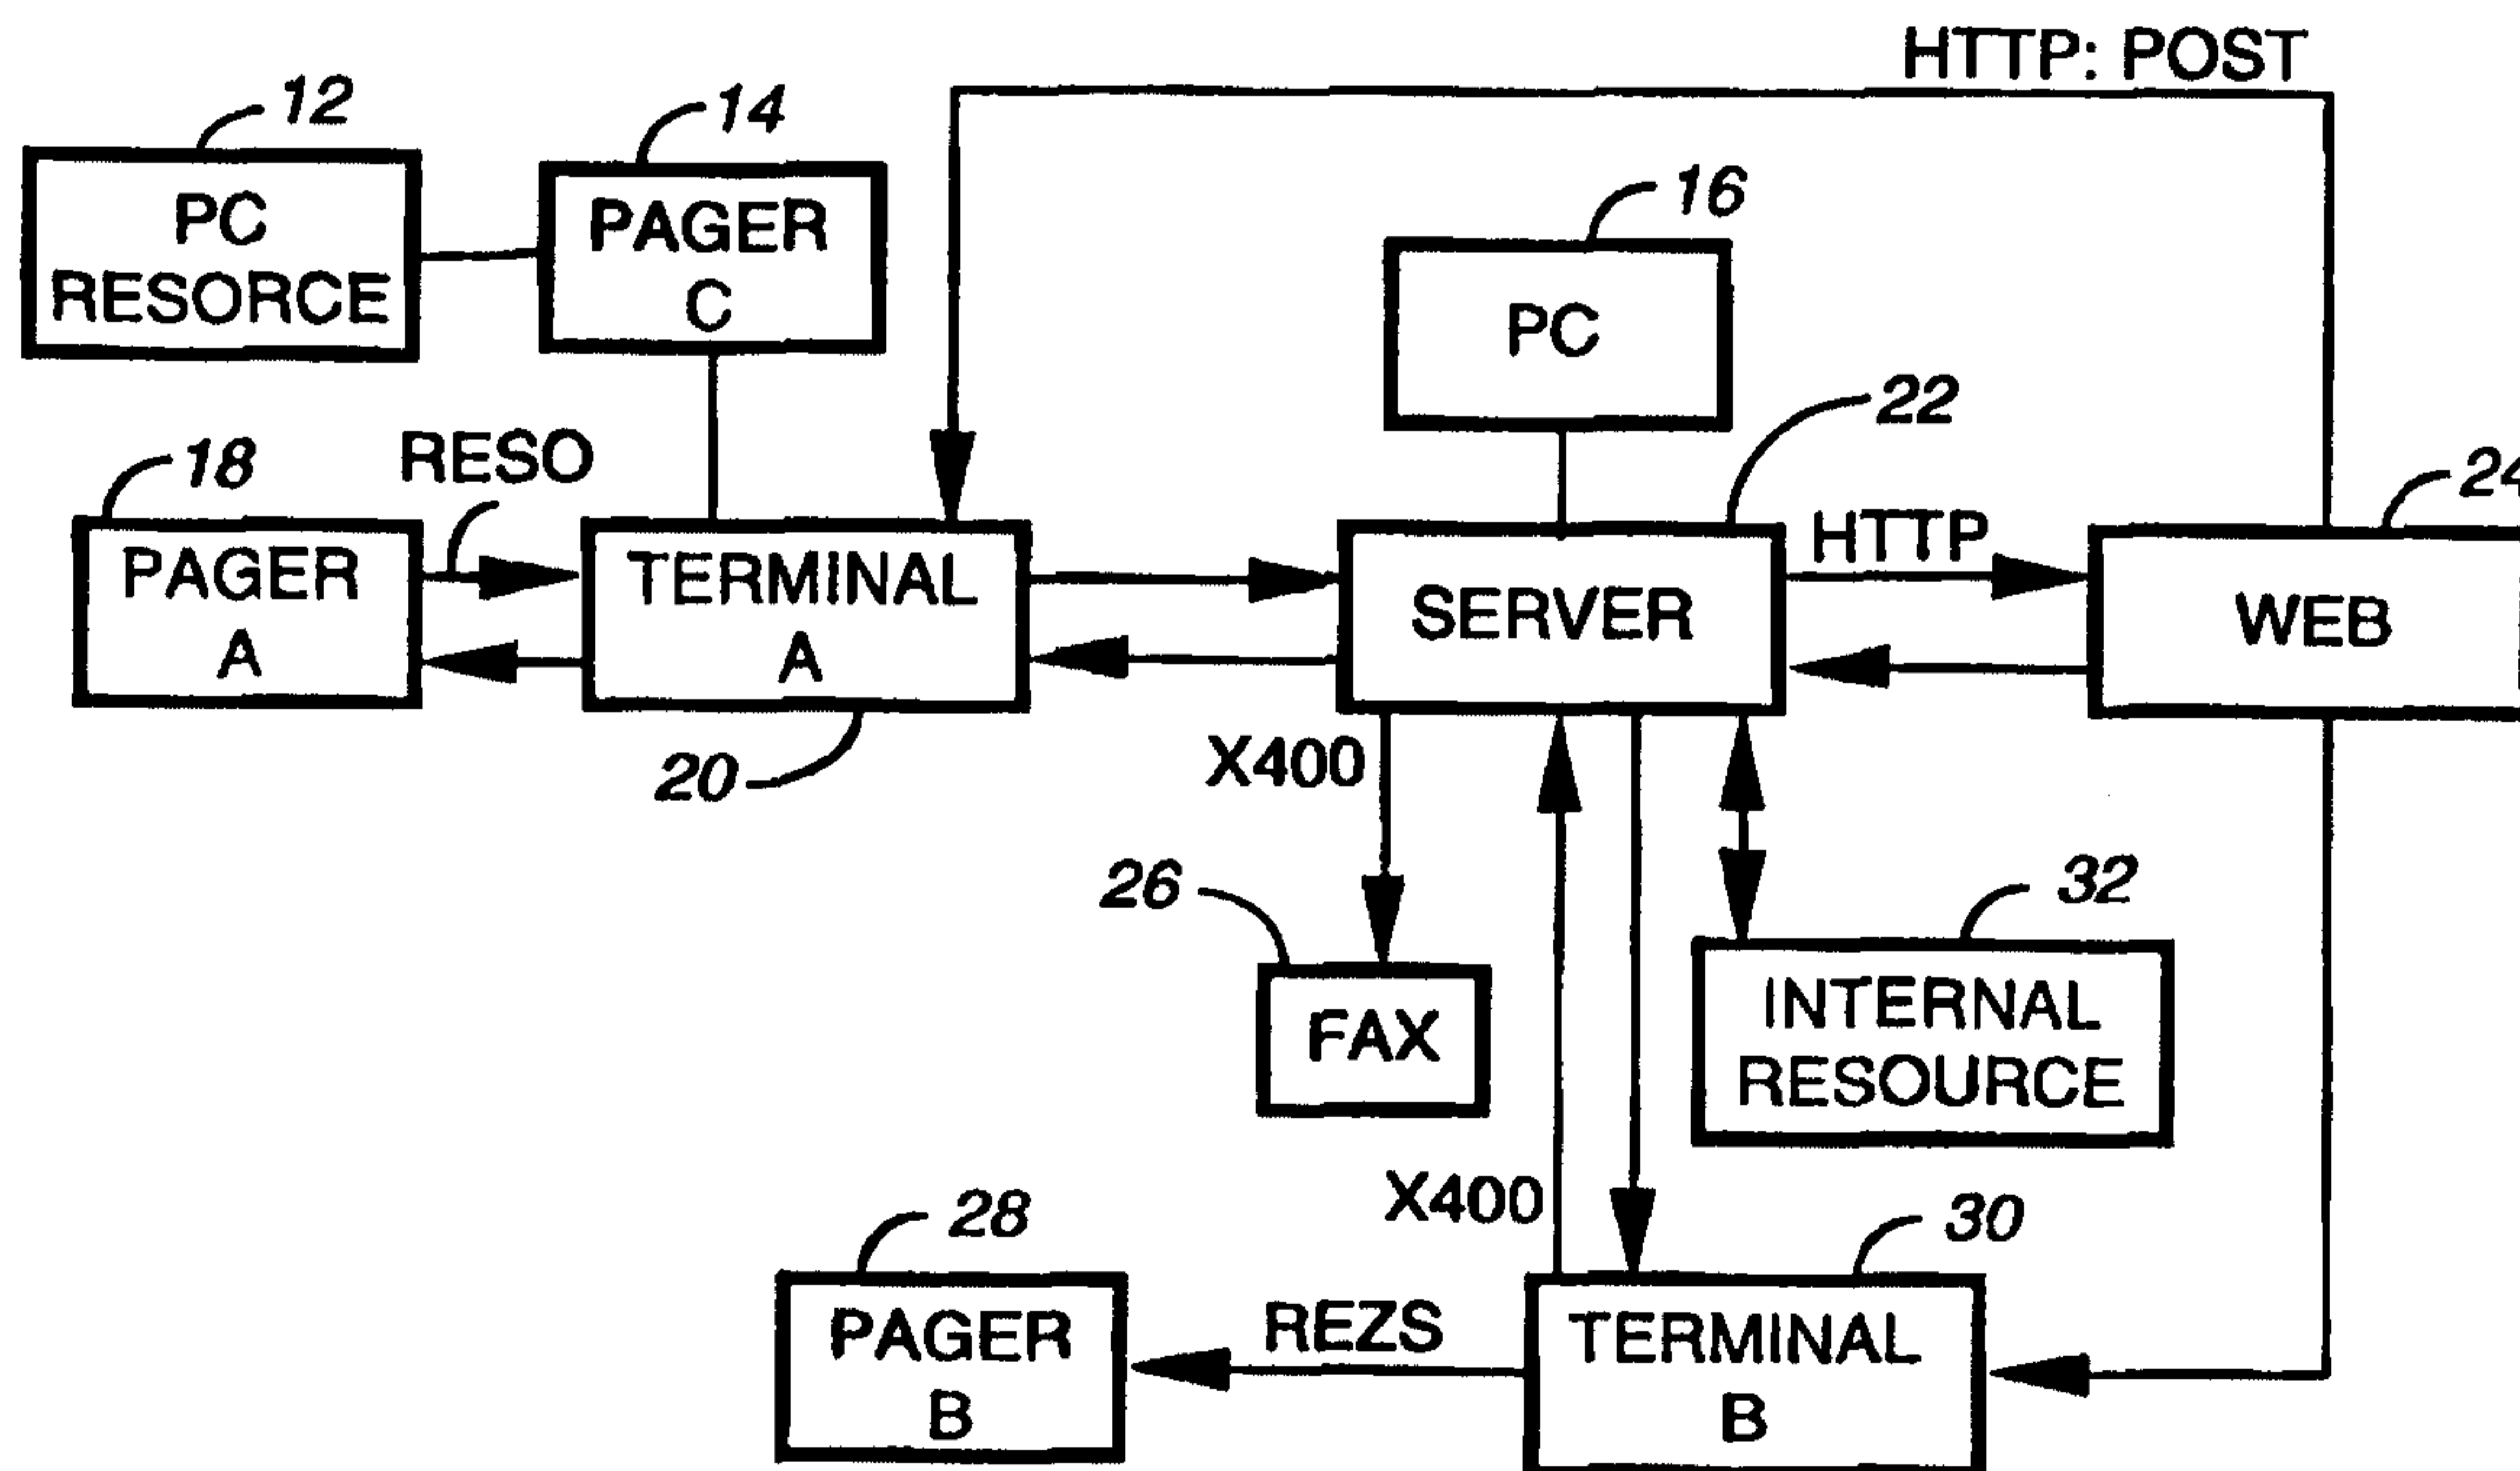 HTTP: POST
12
14
16
PC
RESORCE
PAGER
C
PC
22
18
RESO
24
HTTP
PAGER
A
TERMINAL
A
SERVER
WEB
20
X400
26
32
FAX
INTERNAL
RESOURCE
X400
28
30
REZS
PAGER
B
TERMINAL
B